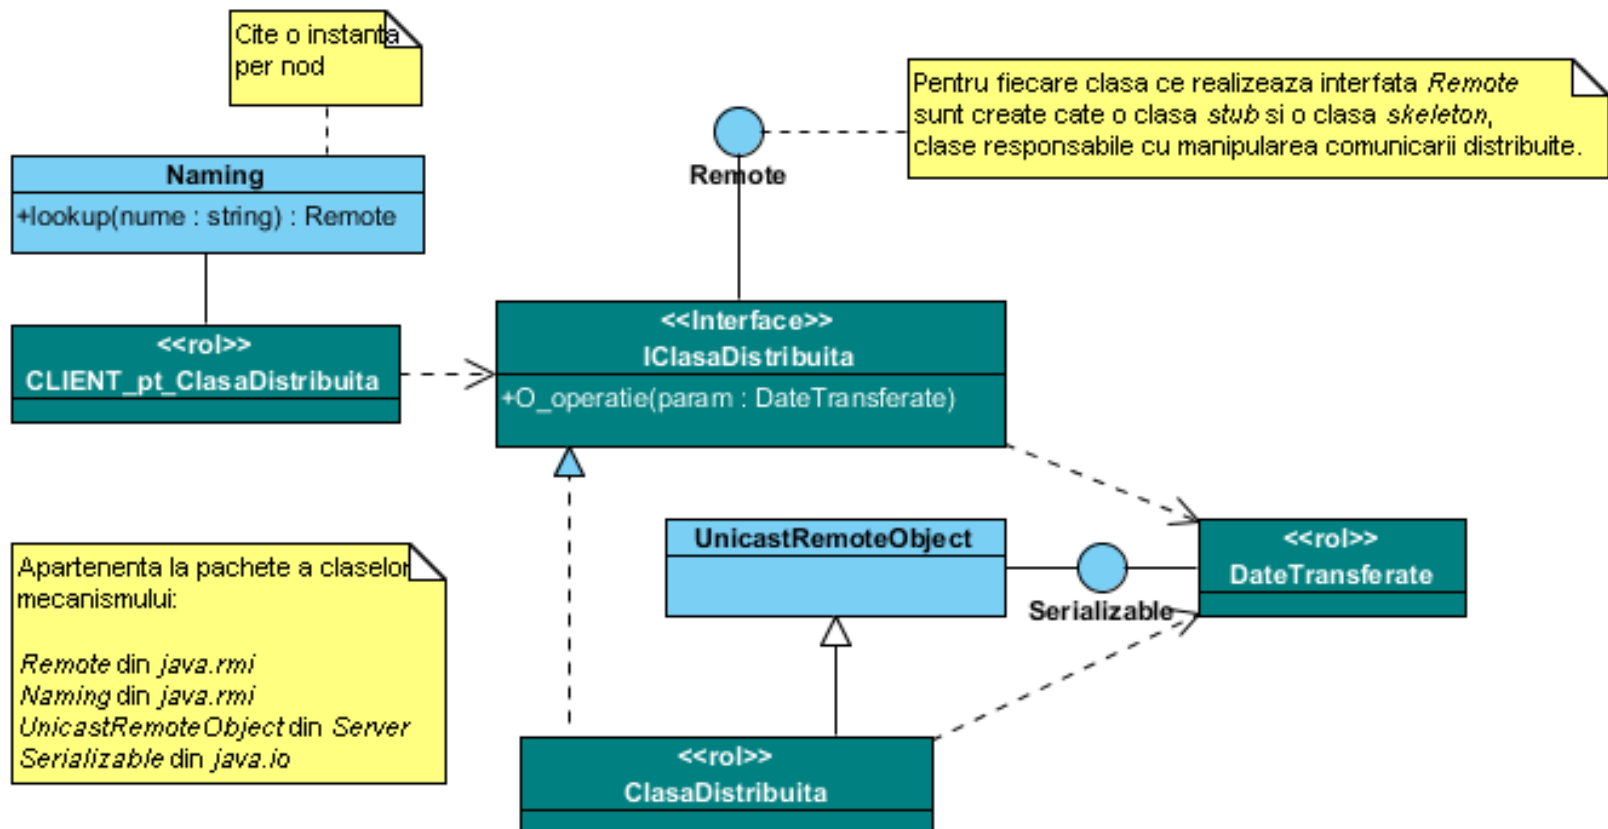 Cite o instanta
per nod
Pentru fiecare clasa ce realizeaza interfata Remote
sunt create cate o clasa stub si o clasa skeleton,
clase responsabile cu manipularea comunicarii distribuite.
Remote
Naming
+lookup(nume : string) : Remote
<<rol>>
CLIENT_pt_ClasaDistribuita
<<Interface>>
IClasaDistribuita
+O_operatie(param : DateTransferate)
UnicastRemoteObject
Serializable
<<rol>>
DateTransferate
Apartenenta la pachete a claselor
mecanismului:
Remote din java.rmi
Naming din java.rmi
UnicastRemoteObject din Server
Serializable din java.io
<<rol>>
ClasaDistribuita